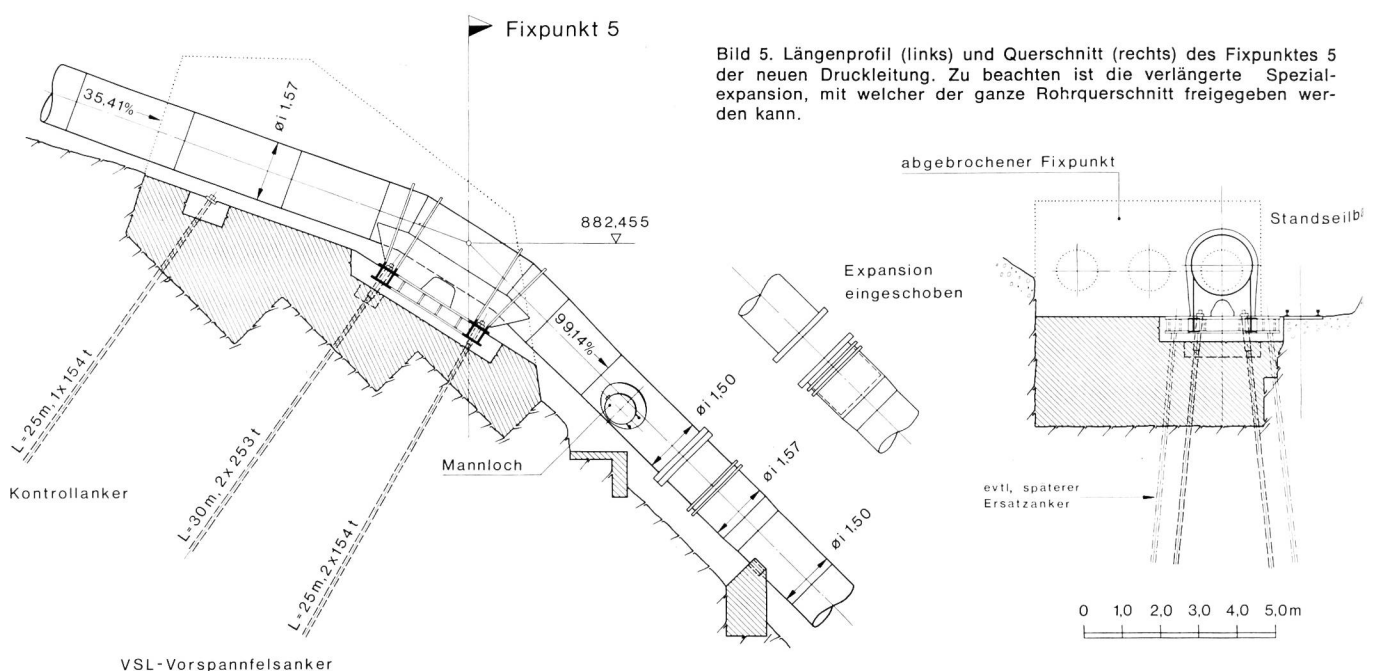 Fixpunkt 5
Bild 5. Längenprofil (links) und Querschnitt (rechts) des Fixpunktes 5
der neuen Druckleitung. Zu beachten ist die verlängerte Spezial-
expansion, mit welcher der ganze Rohrquerschnitt freigegeben wer-
den kann.
35,41%
øi 1,57
882,455
abgebrochener Fixpunkt
Standseilb
Expansion
eingeschoben
99,14%
øi 1,50
øi 1,57
øi 1,50
Mannloch
L=25m, 1x154t
Kontrollanker
L=30m, 2x253t
L=25m, 2x154t
VSL-Vorspannfelsanker
evtl, späterer
Ersatzanker
0 1,0 2,0 3,0 4,0 5,0m